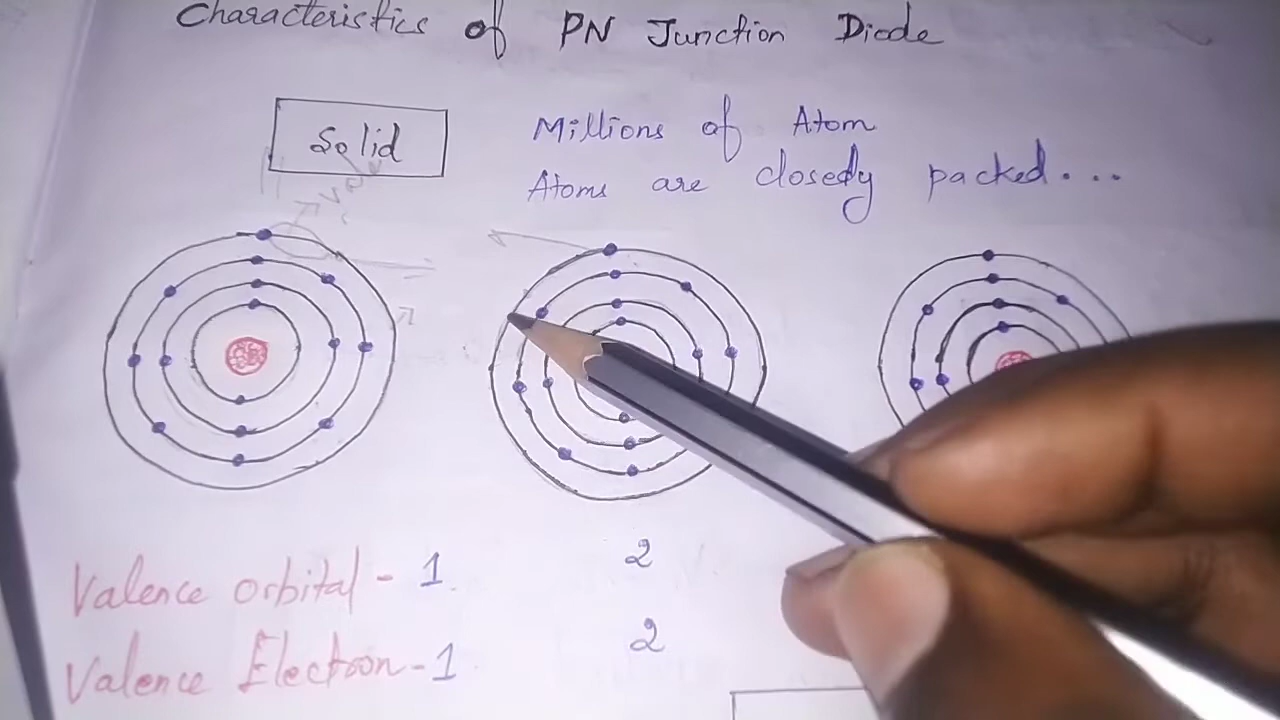 Characteristics of PN Junction Diode
Solid
Millions of Atom
Atoms are closedy packed....
Vale
Valence orbital - 1. 2
Valence Electron - 1 2